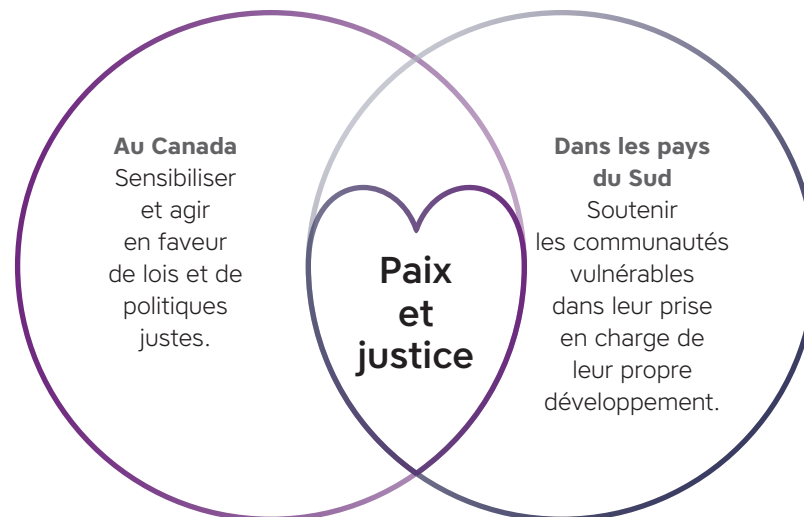 Au Canada
Sensibiliser
et agir
en faveur
de lois et de
politiques
justes.
Paix
et
justice
Dans les pays
du Sud
Soutenir
les communautés
vulnérables
dans leur prise
en charge de
leur propre
développement.